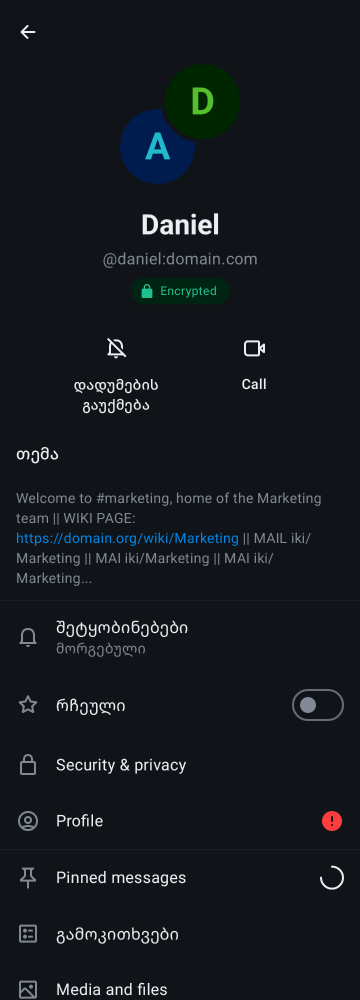 D
A
Daniel
@daniel:domain.com
Encrypted
დადუმების
გაუქმება
Call
თემა
Welcome to #marketing, home of the Marketing
team || WIKI PAGE:
https://domain.org/wiki/Marketing || MAIL iki/
Marketing || MAI iki/Marketing || MAI iki/
Marketing...
შეტყობინებები
მორგებული
რჩეული
Security & privacy
Profile
Pinned messages
გამოკითხვები
Media and files